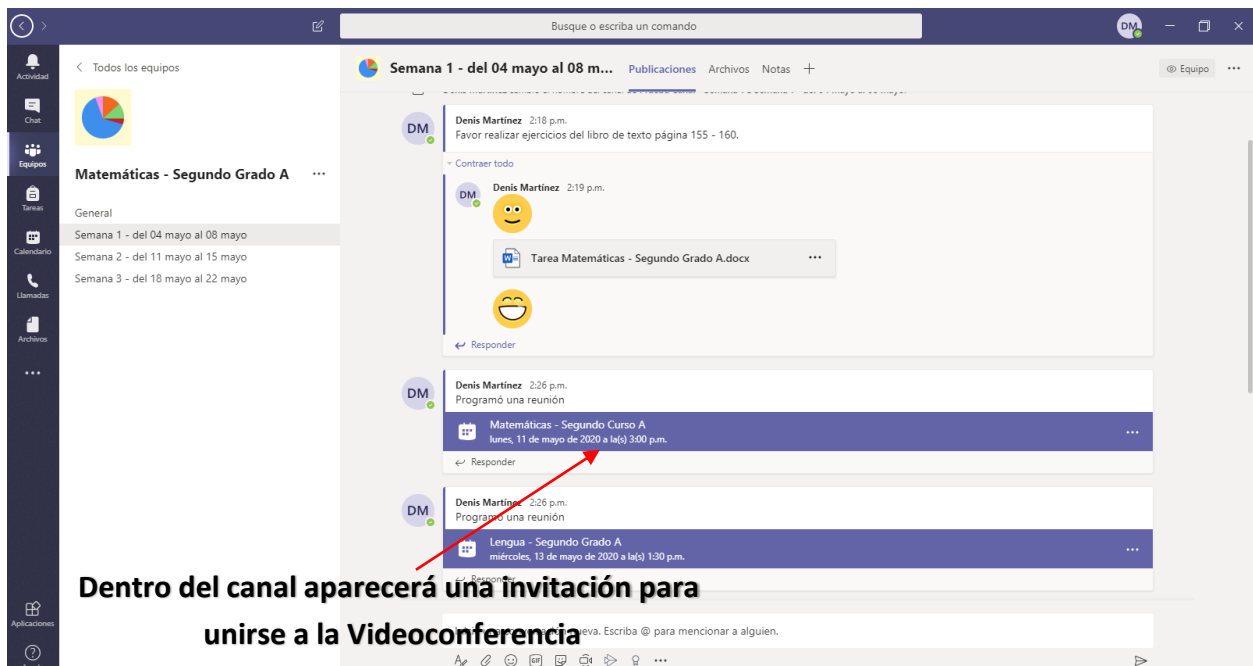 Busque o escriba un comando
DM
Actividad
Chat
Equipos
Tareas
Calendario
Llamadas
Archivos
Aplicaciones
Todos los equipos
Matemáticas - Segundo Grado A
General
Semana 1 - del 04 mayo al 08 mayo
Semana 2 - del 11 mayo al 15 mayo
Semana 3 - del 18 mayo al 22 mayo
Semana 1 - del 04 mayo al 08 m... Publicaciones Archivos Notas
Equipo
DM
Denis Martínez 2:18 p.m.
Favor realizar ejercicios del libro de texto página 155 - 160.
Contraer todo
DM
Denis Martínez 2:19 p.m.
Tarea Matemáticas - Segundo Grado A.docx
Responder
DM
Denis Martínez 2:26 p.m.
Programó una reunión
Matemáticas - Segundo Curso A
lunes, 11 de mayo de 2020 a la(s) 3:00 p.m.
Responder
DM
Denis Martínez 2:26 p.m.
Programó una reunión
Lengua - Segundo Grado A
miércoles, 13 de mayo de 2020 a la(s) 1:30 p.m.
Responder
Dentro del canal aparecerá una invitación para
unirse a la Videoconferencia
nueva. Escriba @ para mencionar a alguien.
GIF